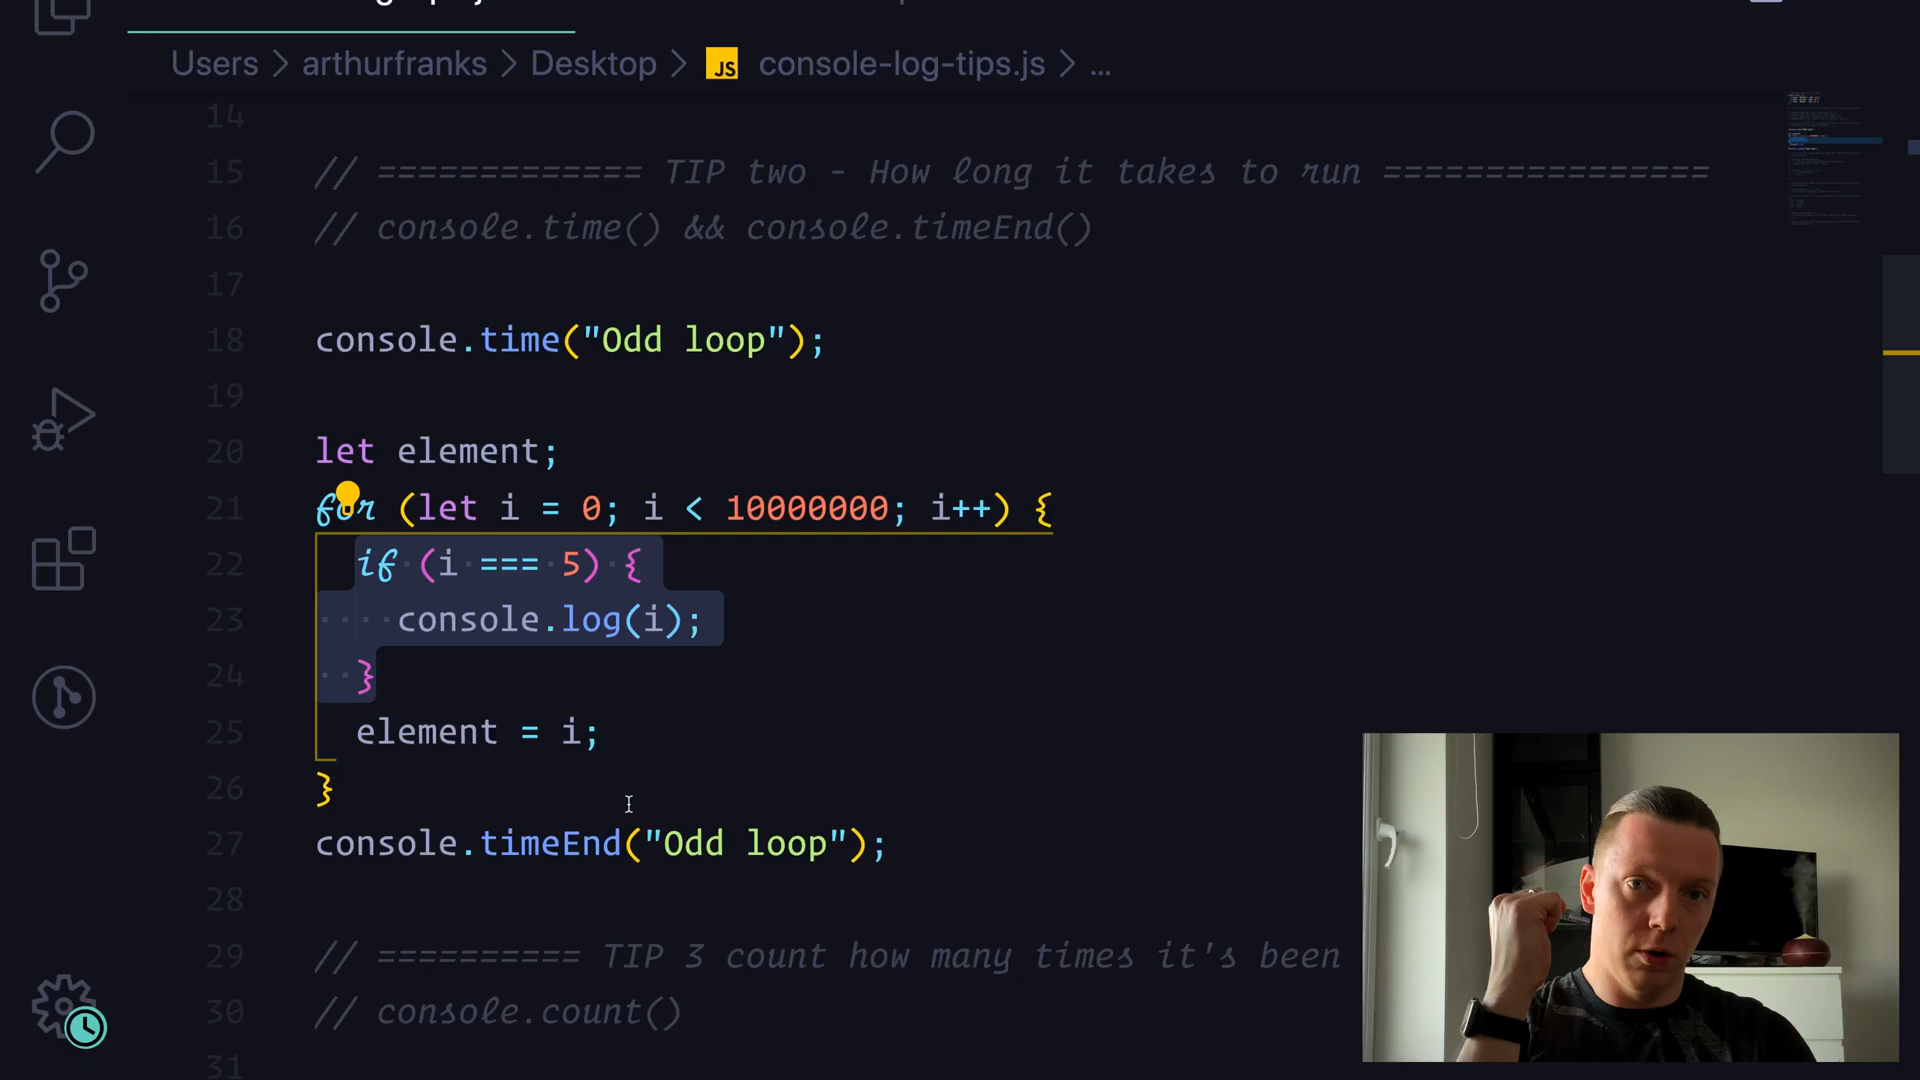 Users > arthurfranks > Desktop > JS console-log-tips.js > ...
14
15 // ============= TIP two - How long it takes to run ================
16 // console.time() && console.timeEnd()
17
18 console.time("Odd loop");
19
20 let element;
21 for (let i = 0; i < 10000000; i++) {
22 if (i === 5) {
23 console.log(i);
24 }
25 element = i;
26 }
27 console.timeEnd("Odd loop");
28
29 // ========== TIP 3 count how many times it's been
30 // console.count()
31